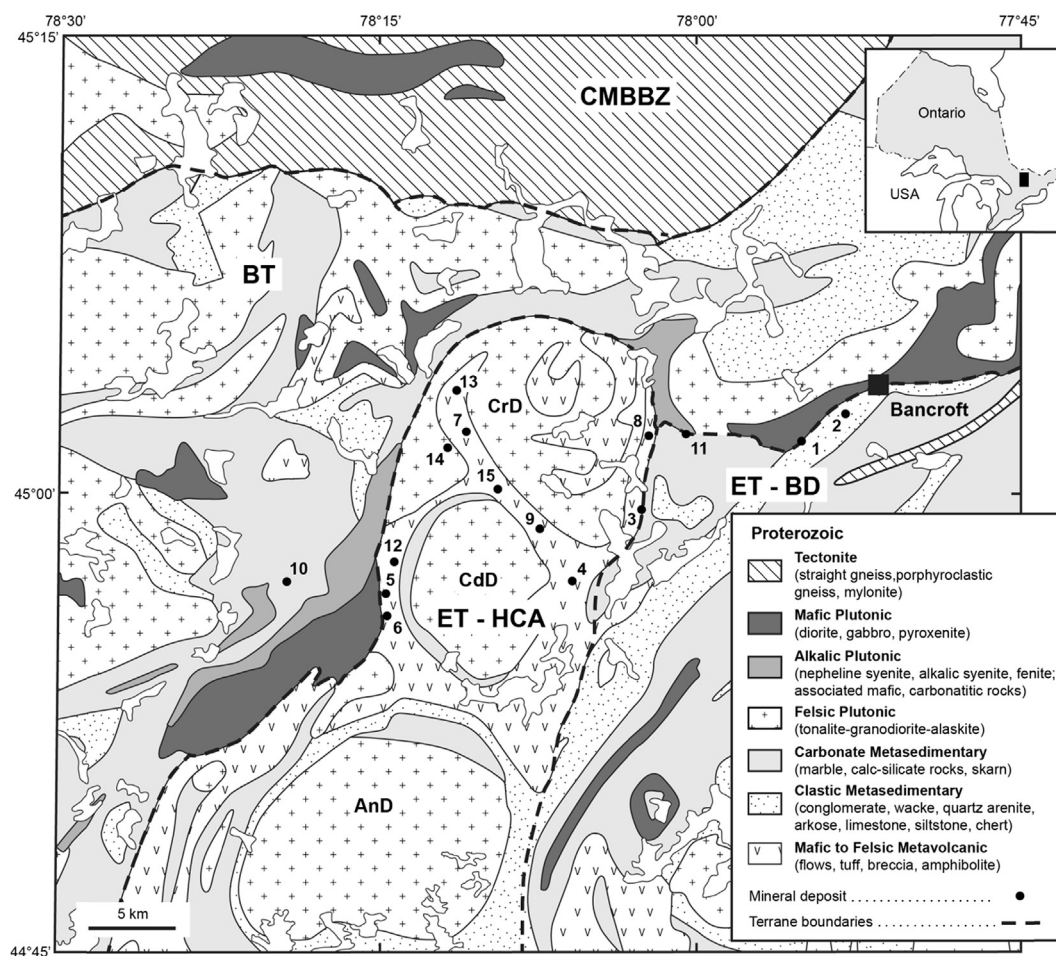 78°30'
78°15'
78°00'
77°45'
45°15'
CMBBZ
Ontario
USA
BT
13
CrD
7
8
14
11
2
Bancroft
1
15
ET - BD
45°00'
3
9
12
10
5
CdD
4
ET - HCA
6
AnD
5 km
44°45'
Proterozoic
Tectonite
(straight gneiss,porphyroclastic
gneiss, mylonite)
Mafic Plutonic
(diorite, gabbro, pyroxenite)
Alkalic Plutonic
(nepheline syenite, alkalic syenite, fenite;
associated mafic, carbonatitic rocks)
Felsic Plutonic
(tonalite-granodiorite-alaskite)
Carbonate Metasedimentary
(marble, calc-silicate rocks, skarn)
Clastic Metasedimentary
(conglomerate, wacke, quartz arenite,
arkose, limestone, siltstone, chert)
Mafic to Felsic Metavolcanic
(flows, tuff, breccia, amphibolite)
Mineral deposit
Terrane boundaries